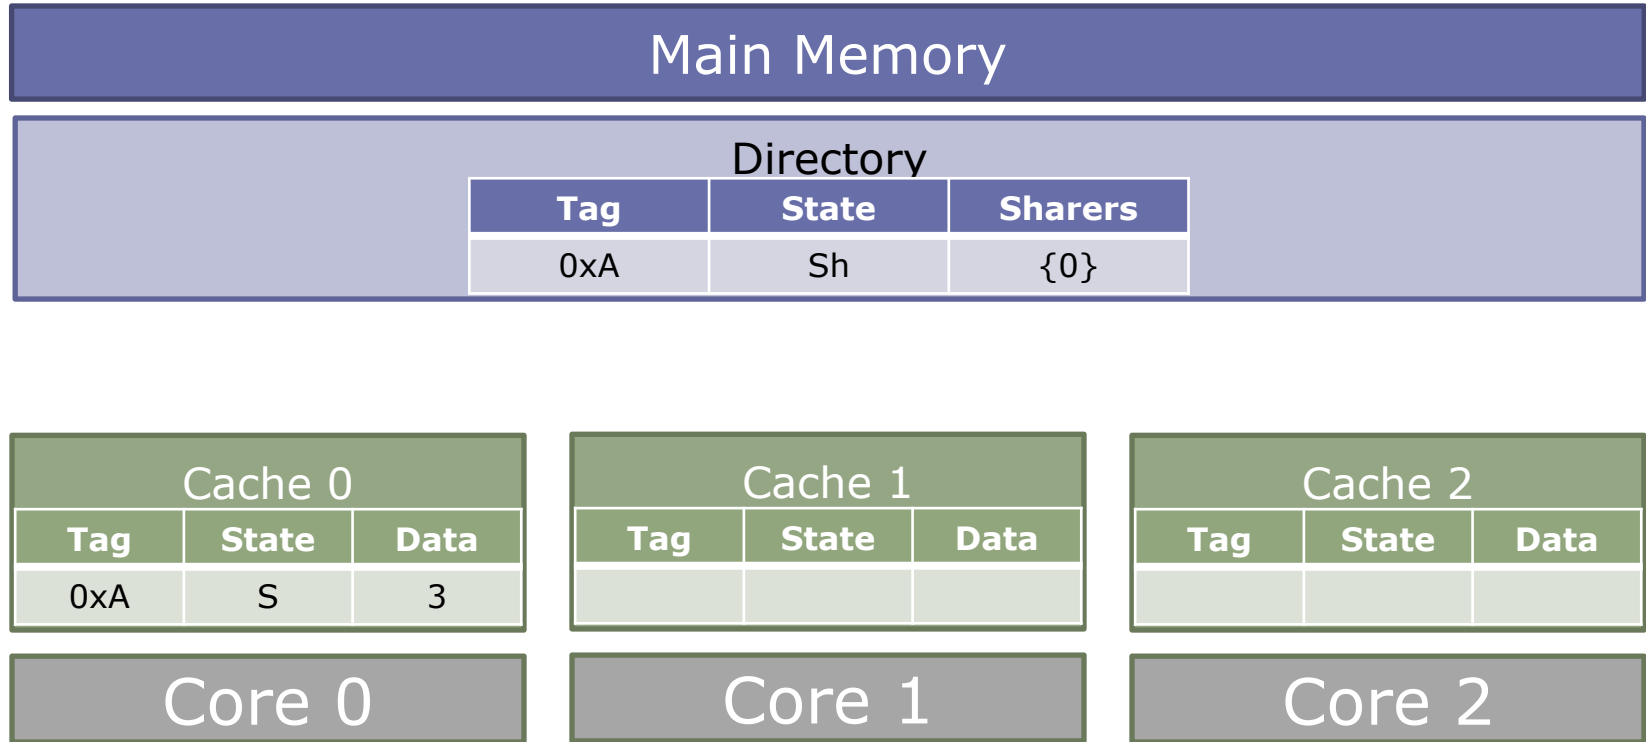 Main Memory
Directory
Tag State Sharers
0xA Sh {0}
Cache 0 Cache 1 Cache 2
Tag State Data Tag State Data Tag State Data
0xA S 3
Core 0 Core 1 Core 2